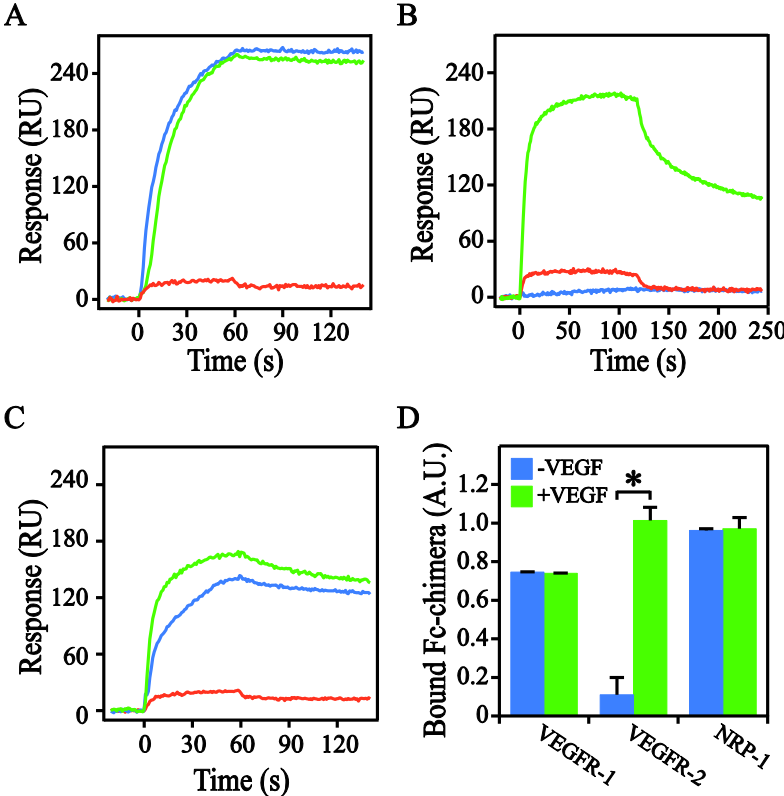 A
Response (RU)
240
180
120
60
0
0 30 60 90 120
Time (s)
B
Response (RU)
240
180
120
60
0
0 50 100 150 200 250
Time (s)
C
Response (RU)
240
180
120
60
0
0 30 60 90 120
Time (s)
D
Bound Fc-chimera (A.U.)
1.2
1.0
0.8
0.6
0.4
0.2
0
-VEGF
+VEGF
*
VEGFR-1
VEGFR-2
NRP-1